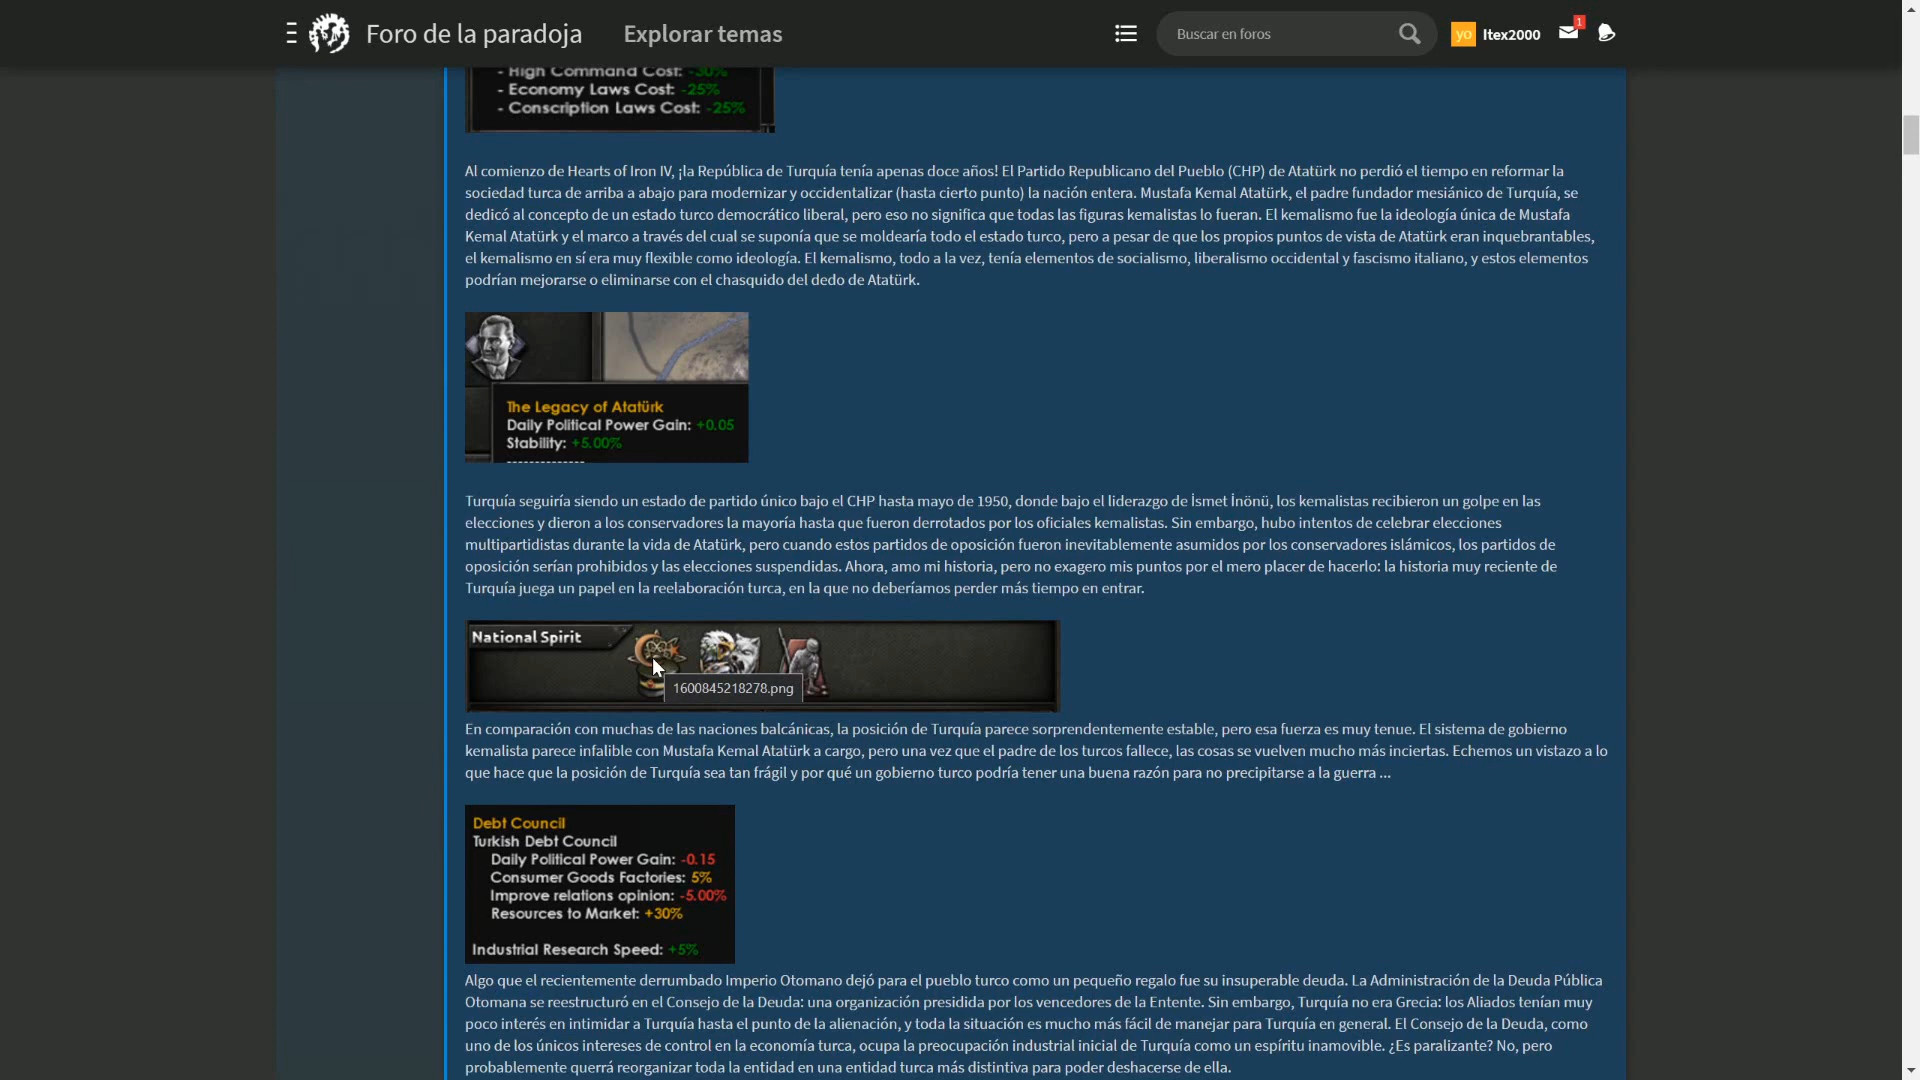 Foro de la paradoja
Explorar temas
Buscar en foros
yo
Itex2000
1
- High Command Cost: -30%
- Economy Laws Cost: -25%
- Conscription Laws Cost: -25%
Al comienzo de Hearts of Iron IV, ¡la República de Turquía tenía apenas doce años! El Partido Republicano del Pueblo (CHP) de Atatürk no perdió el tiempo en reformar la
sociedad turca de arriba a abajo para modernizar y occidentalizar (hasta cierto punto) la nación entera. Mustafa Kemal Atatürk, el padre fundador mesiánico de Turquía, se
dedicó al concepto de un estado turco democrático liberal, pero eso no significa que todas las figuras kemalistas lo fueran. El kemalismo fue la ideología única de Mustafa
Kemal Atatürk y el marco a través del cual se suponía que se moldearía todo el estado turco, pero a pesar de que los propios puntos de vista de Atatürk eran inquebrantables,
el kemalismo en sí era muy flexible como ideología. El kemalismo, todo a la vez, tenía elementos de socialismo, liberalismo occidental y fascismo italiano, y estos elementos
podrían mejorarse o eliminarse con el chasquido del dedo de Atatürk.
The Legacy of Atatürk
Daily Political Power Gain: +0.05
Stability: +5.00%
Turquía seguiría siendo un estado de partido único bajo el CHP hasta mayo de 1950, donde bajo el liderazgo de İsmet İnönü, los kemalistas recibieron un golpe en las
elecciones y dieron a los conservadores la mayoría hasta que fueron derrotados por los oficiales kemalistas. Sin embargo, hubo intentos de celebrar elecciones
multipartidistas durante la vida de Atatürk, pero cuando estos partidos de oposición fueron inevitablemente asumidos por los conservadores islámicos, los partidos de
oposición serían prohibidos y las elecciones suspendidas. Ahora, amo mi historia, pero no exagero mis puntos por el mero placer de hacerlo: la historia muy reciente de
Turquía juega un papel en la reelaboración turca, en la que no deberíamos perder más tiempo en entrar.
National Spirit
1600845218278.png
En comparación con muchas de las naciones balcánicas, la posición de Turquía parece sorprendentemente estable, pero esa fuerza es muy tenue. El sistema de gobierno
kemalista parece infalible con Mustafa Kemal Atatürk a cargo, pero una vez que el padre de los turcos fallece, las cosas se vuelven mucho más inciertas. Echemos un vistazo a lo
que hace que la posición de Turquía sea tan frágil y por qué un gobierno turco podría tener una buena razón para no precipitarse a la guerra ...
Debt Council
Turkish Debt Council
Daily Political Power Gain: -0.15
Consumer Goods Factories: 5%
Improve relations opinion: -5.00%
Resources to Market: +30%
Industrial Research Speed: +5%
Algo que el recientemente derrumbado Imperio Otomano dejó para el pueblo turco como un pequeño regalo fue su insuperable deuda. La Administración de la Deuda Pública
Otomana se reestructuró en el Consejo de la Deuda: una organización presidida por los vencedores de la Entente. Sin embargo, Turquía no era Grecia: los Aliados tenían muy
poco interés en intimidar a Turquía hasta el punto de la alienación, y toda la situación es mucho más fácil de manejar para Turquía en general. El Consejo de la Deuda, como
uno de los únicos intereses de control en la economía turca, ocupa la preocupación industrial inicial de Turquía como un espíritu inamovible. ¿Es paralizante? No, pero
probablemente querrá reorganizar toda la entidad en una entidad turca más distintiva para poder deshacerse de ella.